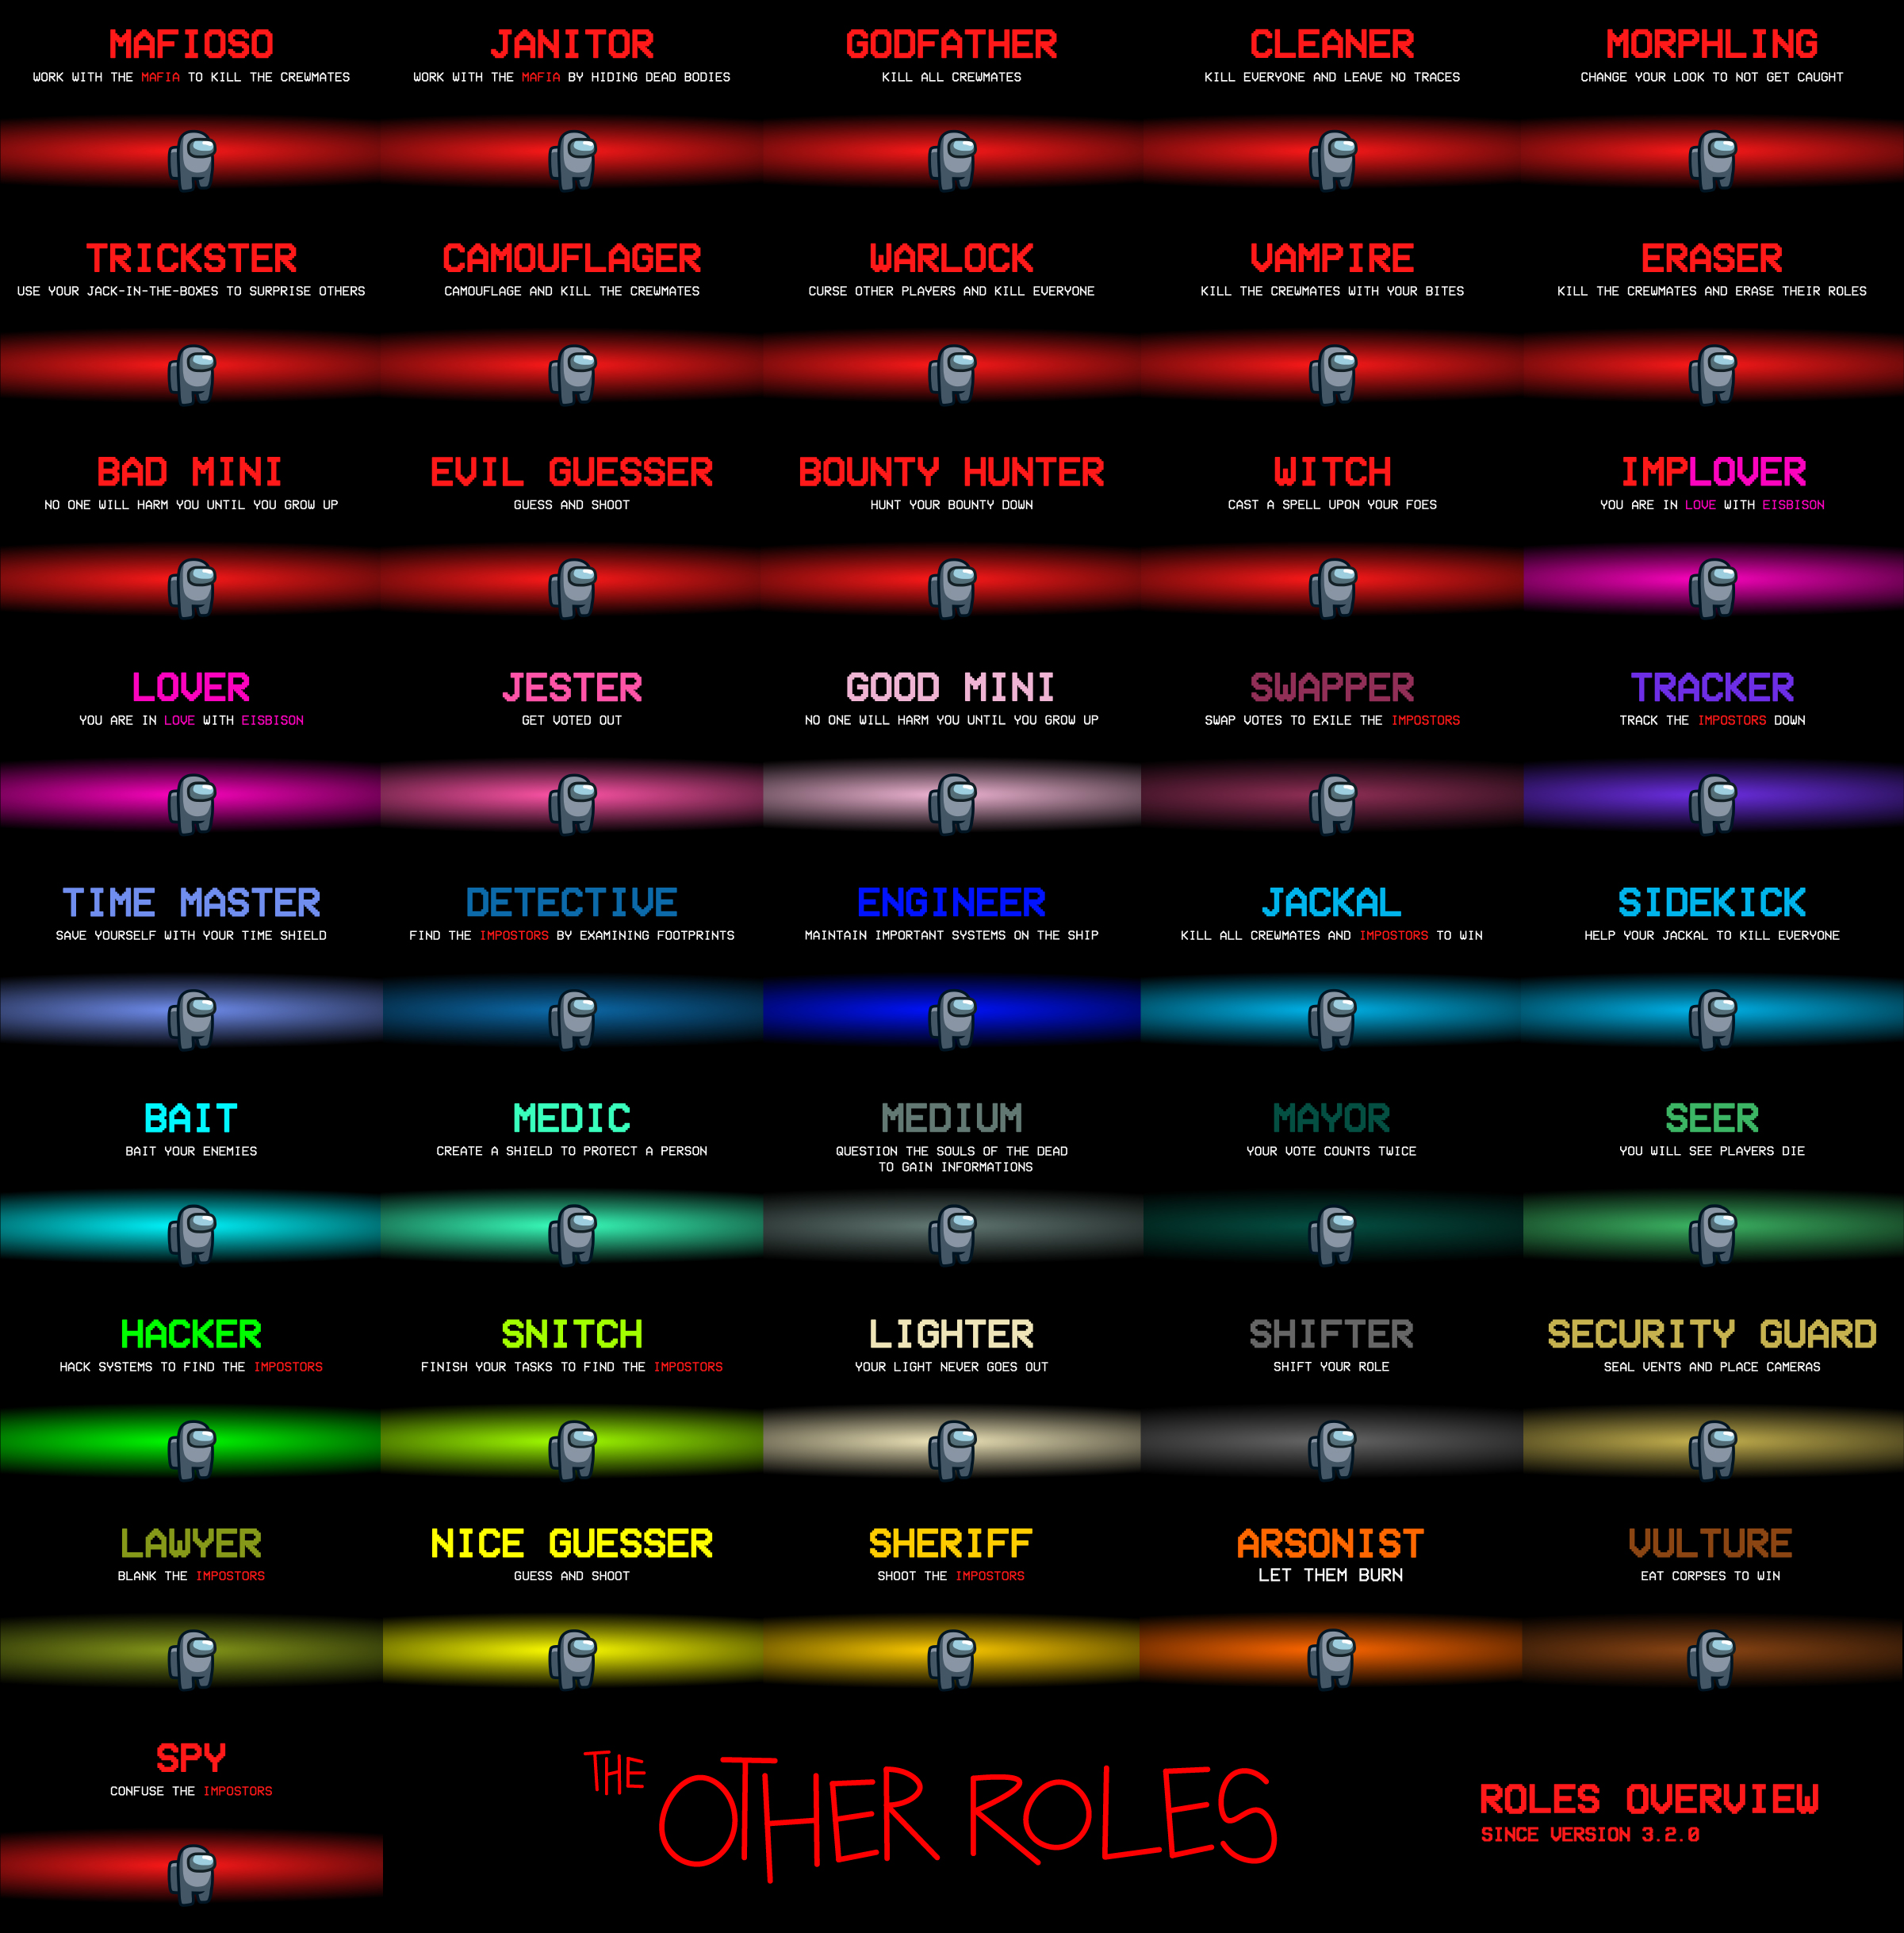 MAFIOSO
WORK WITH THE MAFIA TO KILL THE CREWMATES
JANITOR
WORK WITH THE MAFIA BY HIDING DEAD BODIES
GODFATHER
KILL ALL CREWMATES
CLEANER
KILL EVERYONE AND LEAVE NO TRACES
MORPHLING
CHANGE YOUR LOOK TO NOT GET CAUGHT
TRICKSTER
USE YOUR JACK-IN-THE-BOXES TO SURPRISE OTHERS
CAMOUFLAGER
CAMOUFLAGE AND KILL THE CREWMATES
WARLOCK
CURSE OTHER PLAYERS AND KILL EVERYONE
VAMPIRE
KILL THE CREWMATES WITH YOUR BITES
ERASER
KILL THE CREWMATES AND ERASE THEIR ROLES
BAD MINI
NO ONE WILL HARM YOU UNTIL YOU GROW UP
EVIL GUESSER
GUESS AND SHOOT
BOUNTY HUNTER
HUNT YOUR BOUNTY DOWN
WITCH
CAST A SPELL UPON YOUR FOES
IMPLOVER
YOU ARE IN LOVE WITH EISBISON
LOVER
YOU ARE IN LOVE WITH EISBISON
JESTER
GET VOTED OUT
GOOD MINI
NO ONE WILL HARM YOU UNTIL YOU GROW UP
SWAPPER
SWAP VOTES TO EXILE THE IMPOSTORS
TRACKER
TRACK THE IMPOSTORS DOWN
TIME MASTER
SAVE YOURSELF WITH YOUR TIME SHIELD
DETECTIVE
FIND THE IMPOSTORS BY EXAMINING FOOTPRINTS
ENGINEER
MAINTAIN IMPORTANT SYSTEMS ON THE SHIP
JACKAL
KILL ALL CREWMATES AND IMPOSTORS TO WIN
SIDEKICK
HELP YOUR JACKAL TO KILL EVERYONE
BAIT
BAIT YOUR ENEMIES
MEDIC
CREATE A SHIELD TO PROTECT A PERSON
MEDIUM
QUESTION THE SOULS OF THE DEAD
TO GAIN INFORMATIONS
MAYOR
YOUR VOTE COUNTS TWICE
SEER
YOU WILL SEE PLAYERS DIE
HACKER
HACK SYSTEMS TO FIND THE IMPOSTORS
SNITCH
FINISH YOUR TASKS TO FIND THE IMPOSTORS
LIGHTER
YOUR LIGHT NEVER GOES OUT
SHIFTER
SHIFT YOUR ROLE
SECURITY GUARD
SEAL VENTS AND PLACE CAMERAS
LAWYER
BLANK THE IMPOSTORS
NICE GUESSER
GUESS AND SHOOT
SHERIFF
SHOOT THE IMPOSTORS
ARSONIST
LET THEM BURN
VULTURE
EAT CORPSES TO WIN
SPY
CONFUSE THE IMPOSTORS
THE OTHER ROLES
ROLES OVERVIEW
SINCE VERSION 3.2.0